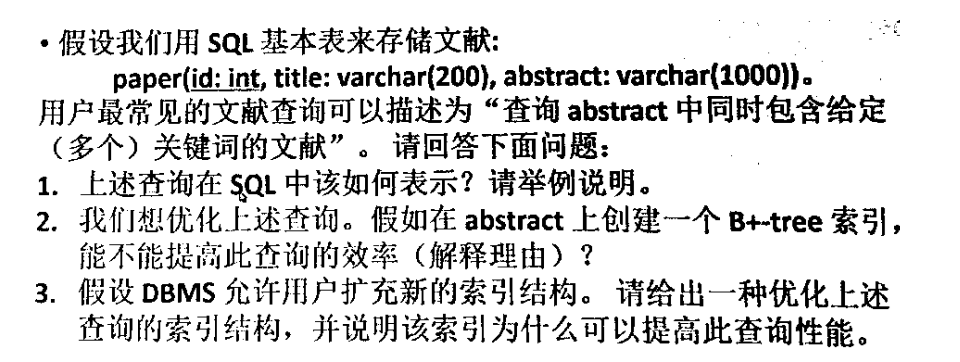 • 假设我们用 SQL 基本表来存储文献:
paper(id: int, title: varchar(200), abstract: varchar(1000))。
用户最常见的文献查询可以描述为“查询 abstract 中同时包含给定
（多个）关键词的文献”。 请回答下面问题：
1. 上述查询在 SQL 中该如何表示？请举例说明。
2. 我们想优化上述查询。假如在 abstract 上创建一个 B+-tree 索引，
能不能提高此查询的效率（解释理由）？
3. 假设 DBMS 允许用户扩充新的索引结构。 请给出一种优化上述
查询的索引结构，并说明该索引为什么可以提高此查询性能。